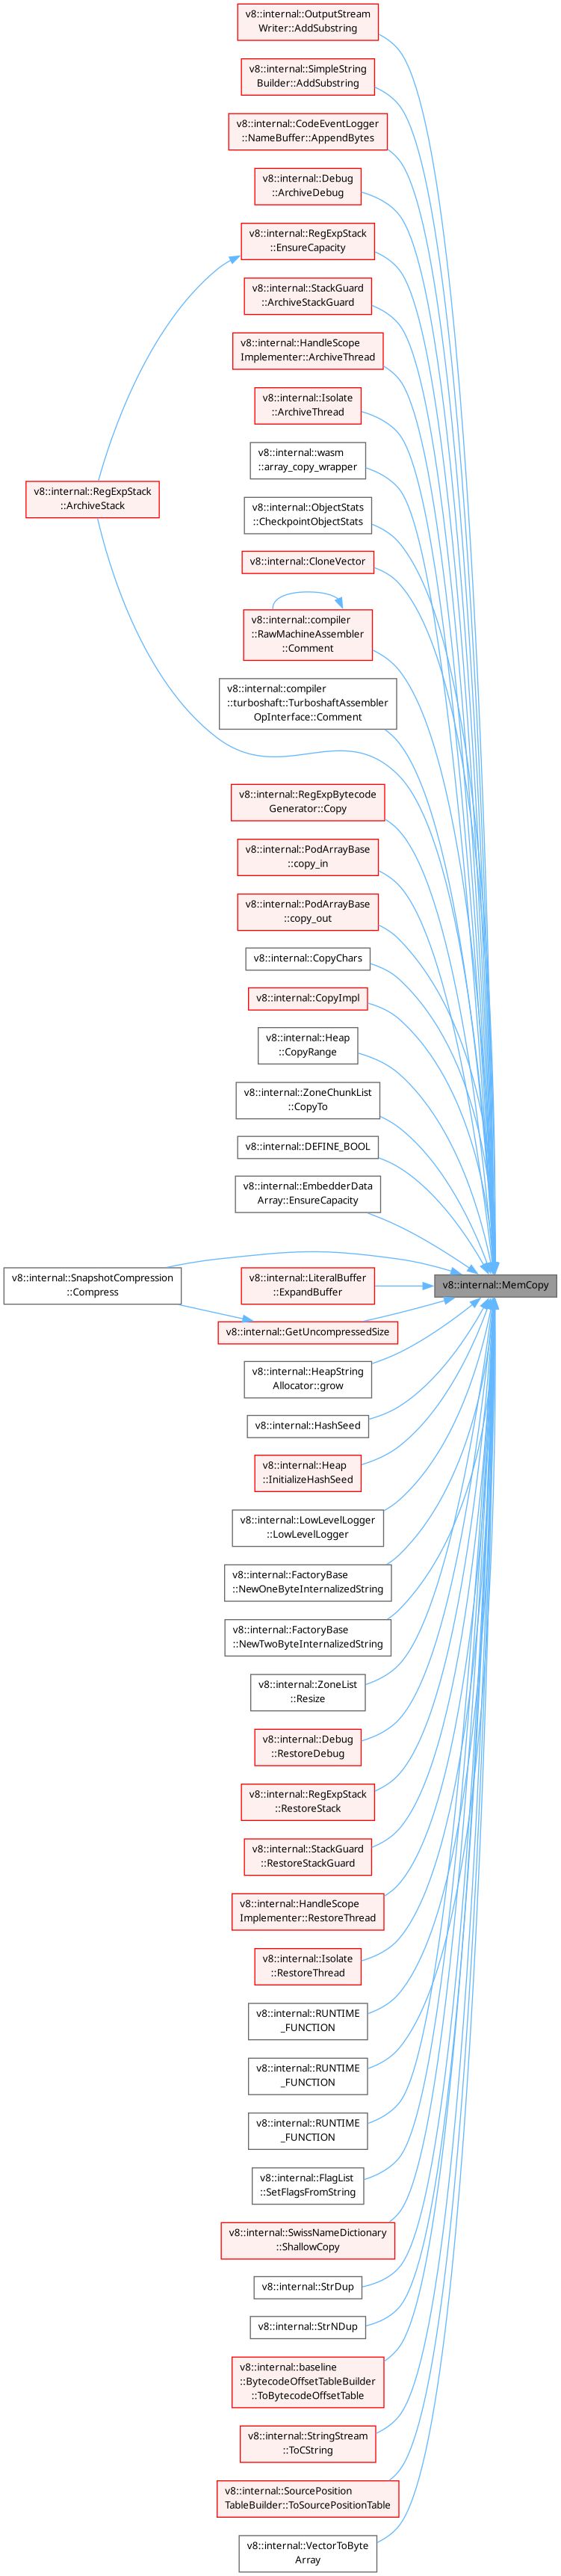 v8::internal::OutputStream
Writer::AddSubstring
v8::internal::SimpleString
Builder::AddSubstring
v8::internal::CodeEventLogger
::NameBuffer::AppendBytes
v8::internal::Debug
::ArchiveDebug
v8::internal::RegExpStack
::EnsureCapacity
v8::internal::StackGuard
::ArchiveStackGuard
v8::internal::HandleScope
Implementer::ArchiveThread
v8::internal::Isolate
::ArchiveThread
v8::internal::wasm
::array_copy_wrapper
v8::internal::RegExpStack
::ArchiveStack
v8::internal::ObjectStats
::CheckpointObjectStats
v8::internal::CloneVector
v8::internal::compiler
::RawMachineAssembler
::Comment
v8::internal::compiler
::turboshaft::TurboshaftAssembler
OpInterface::Comment
v8::internal::RegExpBytecode
Generator::Copy
v8::internal::PodArrayBase
::copy_in
v8::internal::PodArrayBase
::copy_out
v8::internal::CopyChars
v8::internal::CopyImpl
v8::internal::Heap
::CopyRange
v8::internal::ZoneChunkList
::CopyTo
v8::internal::DEFINE_BOOL
v8::internal::EmbedderData
Array::EnsureCapacity
v8::internal::SnapshotCompression
::Compress
v8::internal::LiteralBuffer
::ExpandBuffer
v8::internal::MemCopy
v8::internal::GetUncompressedSize
v8::internal::HeapString
Allocator::grow
v8::internal::HashSeed
v8::internal::Heap
::InitializeHashSeed
v8::internal::LowLevelLogger
::LowLevelLogger
v8::internal::FactoryBase
::NewOneByteInternalizedString
v8::internal::FactoryBase
::NewTwoByteInternalizedString
v8::internal::ZoneList
::Resize
v8::internal::Debug
::RestoreDebug
v8::internal::RegExpStack
::RestoreStack
v8::internal::StackGuard
::RestoreStackGuard
v8::internal::HandleScope
Implementer::RestoreThread
v8::internal::Isolate
::RestoreThread
v8::internal::RUNTIME
_FUNCTION
v8::internal::RUNTIME
_FUNCTION
v8::internal::RUNTIME
_FUNCTION
v8::internal::FlagList
::SetFlagsFromString
v8::internal::SwissNameDictionary
::ShallowCopy
v8::internal::StrDup
v8::internal::StrNDup
v8::internal::baseline
::BytecodeOffsetTableBuilder
::ToBytecodeOffsetTable
v8::internal::StringStream
::ToCString
v8::internal::SourcePosition
TableBuilder::ToSourcePositionTable
v8::internal::VectorToByte
Array